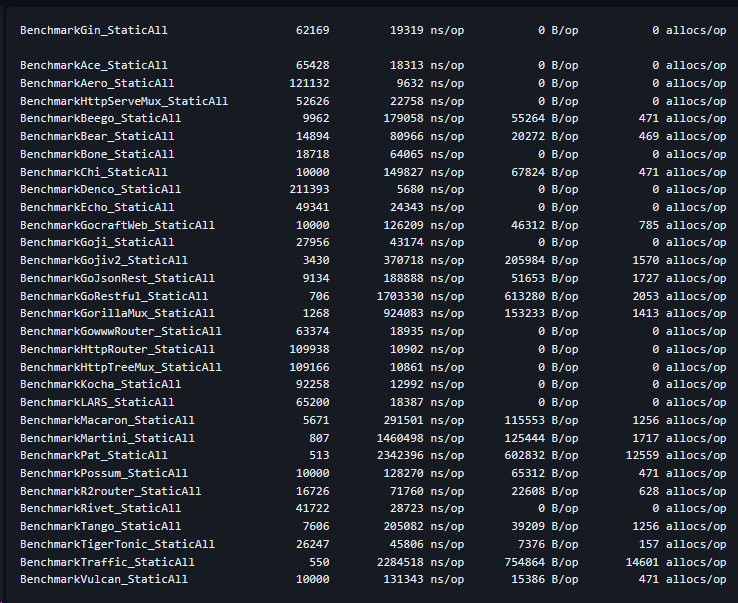 BenchmarkGin_StaticAll 62169 19319 ns/op 0 B/op 0 allocs/op
BenchmarkAce_StaticAll 65428 18313 ns/op 0 B/op 0 allocs/op
BenchmarkAero_StaticAll 121132 9632 ns/op 0 B/op 0 allocs/op
BenchmarkHttpServeMux_StaticAll 52626 22758 ns/op 0 B/op 0 allocs/op
BenchmarkBeego_StaticAll 9962 179058 ns/op 55264 B/op 471 allocs/op
BenchmarkBear_StaticAll 14894 80966 ns/op 20272 B/op 469 allocs/op
BenchmarkBone_StaticAll 18718 64065 ns/op 0 B/op 0 allocs/op
BenchmarkChi_StaticAll 10000 149827 ns/op 67824 B/op 471 allocs/op
BenchmarkDenco_StaticAll 211393 5680 ns/op 0 B/op 0 allocs/op
BenchmarkEcho_StaticAll 49341 24343 ns/op 0 B/op 0 allocs/op
BenchmarkGocraftWeb_StaticAll 10000 126209 ns/op 46312 B/op 785 allocs/op
BenchmarkGoji_StaticAll 27956 43174 ns/op 0 B/op 0 allocs/op
BenchmarkGojiv2_StaticAll 3430 370718 ns/op 205984 B/op 1570 allocs/op
BenchmarkGoJsonRest_StaticAll 9134 188888 ns/op 51653 B/op 1727 allocs/op
BenchmarkGoRestful_StaticAll 706 1703330 ns/op 613280 B/op 2053 allocs/op
BenchmarkGorillaMux_StaticAll 1268 924083 ns/op 153233 B/op 1413 allocs/op
BenchmarkGowwwRouter_StaticAll 63374 18935 ns/op 0 B/op 0 allocs/op
BenchmarkHttpRouter_StaticAll 109938 10902 ns/op 0 B/op 0 allocs/op
BenchmarkHttpTreeMux_StaticAll 109166 10861 ns/op 0 B/op 0 allocs/op
BenchmarkKocha_StaticAll 92258 12992 ns/op 0 B/op 0 allocs/op
BenchmarkLARS_StaticAll 65200 18387 ns/op 0 B/op 0 allocs/op
BenchmarkMacaron_StaticAll 5671 291501 ns/op 115553 B/op 1256 allocs/op
BenchmarkMartini_StaticAll 807 1460498 ns/op 125444 B/op 1717 allocs/op
BenchmarkPat_StaticAll 513 2342396 ns/op 602832 B/op 12559 allocs/op
BenchmarkPossum_StaticAll 10000 128270 ns/op 65312 B/op 471 allocs/op
BenchmarkR2router_StaticAll 16726 71760 ns/op 22608 B/op 628 allocs/op
BenchmarkRivet_StaticAll 41722 28723 ns/op 0 B/op 0 allocs/op
BenchmarkTango_StaticAll 7606 205082 ns/op 39209 B/op 1256 allocs/op
BenchmarkTigerTonic_StaticAll 26247 45806 ns/op 7376 B/op 157 allocs/op
BenchmarkTraffic_StaticAll 550 2284518 ns/op 754864 B/op 14601 allocs/op
BenchmarkVulcan_StaticAll 10000 131343 ns/op 15386 B/op 471 allocs/op